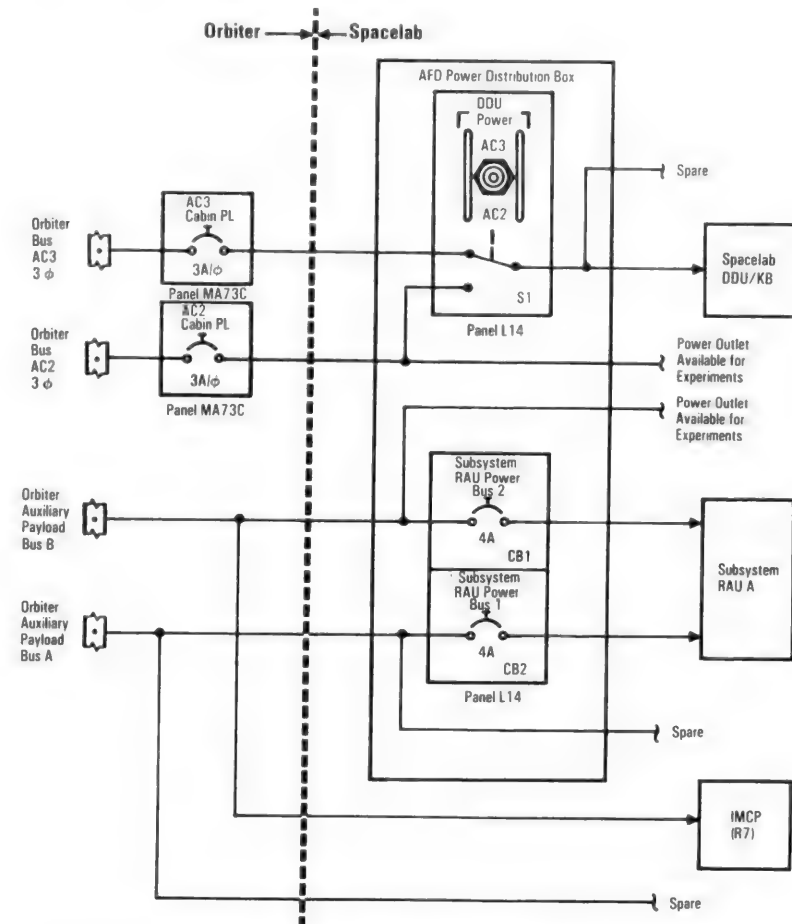 Orbiter
Spacelab
AFD Power Distribution Box
DDU
Power
AC3
AC2
S1
Panel L14
Spare
Orbiter
Bus
AC3
3 ϕ
AC3
Cabin PL
3A/ϕ
Panel MA73C
Spacelab
DDU/KB
Orbiter
Bus
AC2
3 ϕ
AC2
Cabin PL
3A/ϕ
Panel MA73C
Power Outlet
Available for
Experiments
Power Outlet
Available for
Experiments
Orbiter
Auxiliary
Payload
Bus B
Subsystem
RAU Power
Bus 2
4A
CB1
Subsystem
RAU A
Orbiter
Auxiliary
Payload
Bus A
Subsystem
RAU Power
Bus 1
4A
CB2
Panel L14
Spare
IMCP
(R7)
Spare